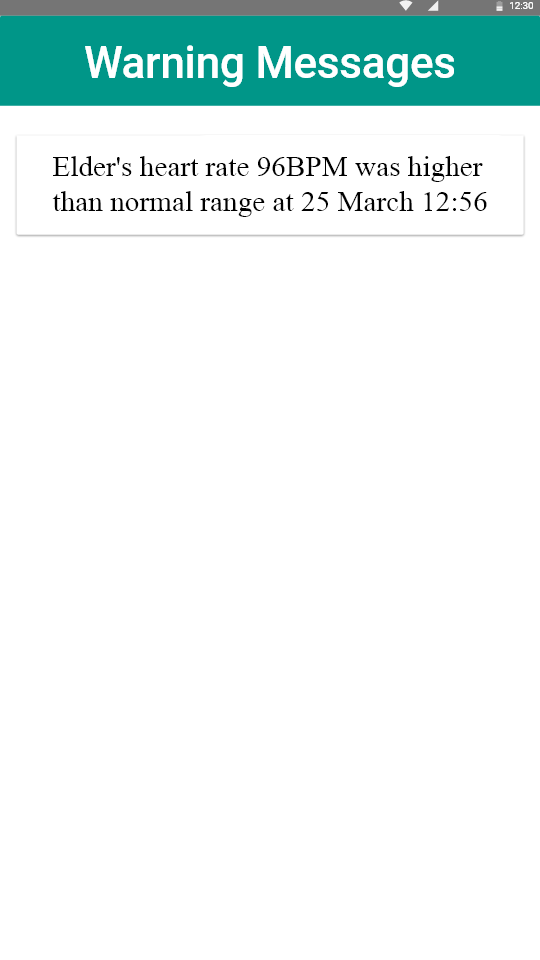 12:30
Warning Messages
Elder's heart rate 96BPM was higher
than normal range at 25 March 12:56